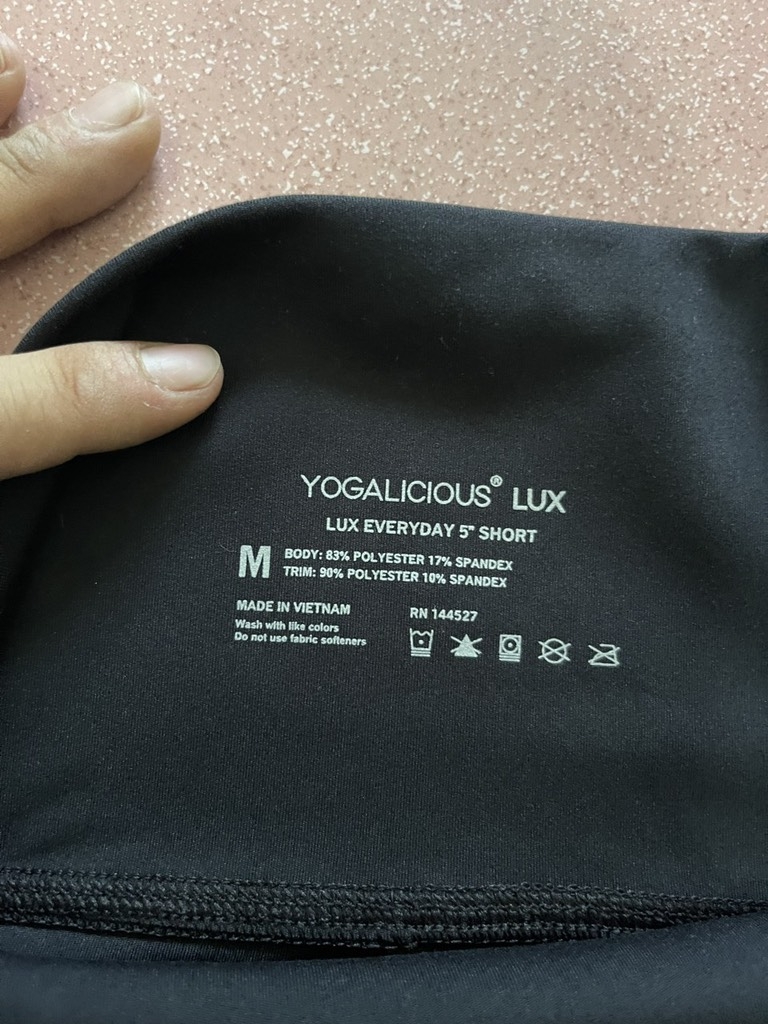 YOGALICIOUS® LUX
LUX EVERYDAY 5" SHORT
M
BODY: 83% POLYESTER 17% SPANDEX
TRIM: 90% POLYESTER 10% SPANDEX
MADE IN VIETNAM
Wash with like colors
Do not use fabric softeners
RN 144527